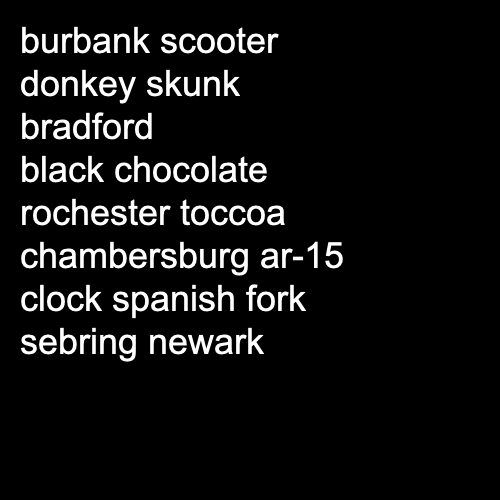 burbank scooter
donkey skunk
bradford
black chocolate
rochester toccoa
chambersburg ar-15
clock spanish fork
sebring newark